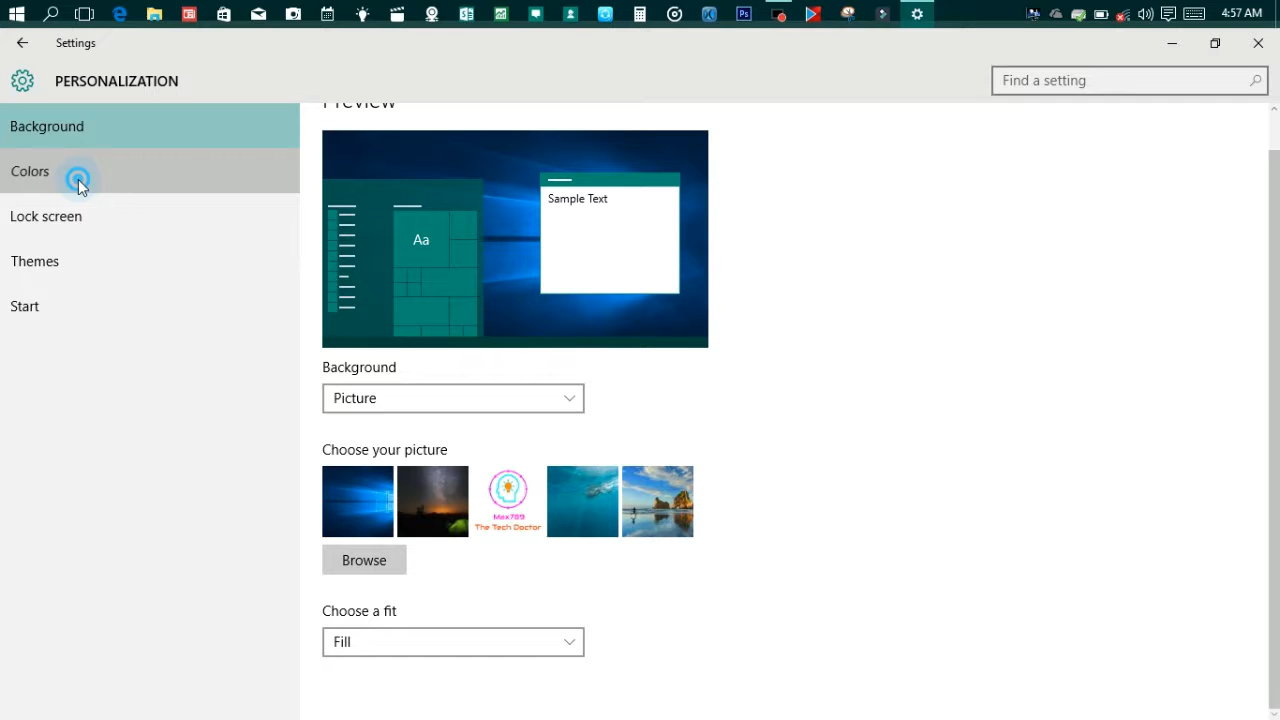 4:57 AM
Settings
PERSONALIZATION
Find a setting
Background
Colors
Lock screen
Themes
Start
Preview
Sample Text
Aa
Background
Picture
Choose your picture
Max789
The Tech Doctor
Browse
Choose a fit
Fill